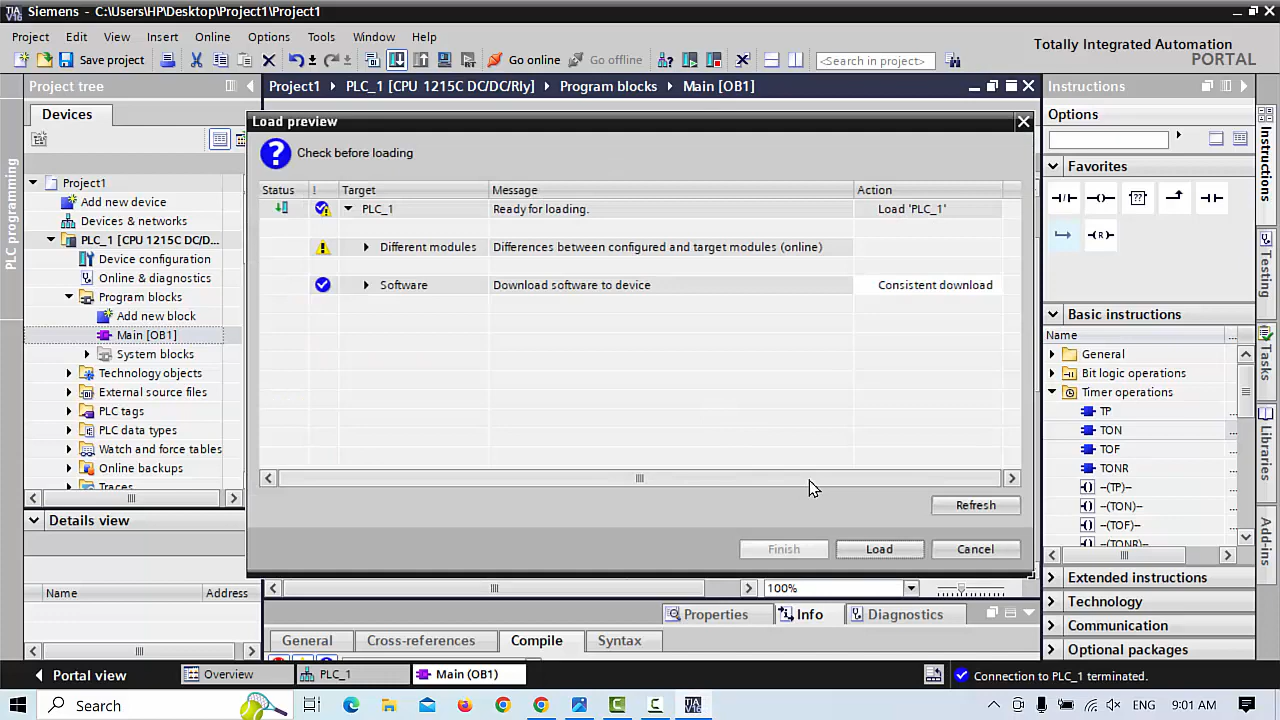 Siemens - C:\Users\HP\Desktop\Project1\Project1
TIA
V16
Project Edit View Insert Online Options Tools Window Help
Totally Integrated Automation
PORTAL
Save project
Go online
Go offline
<Search in project>
Project tree
Project1 PLC_1 [CPU 1215C DC/DC/Rly] Program blocks Main [OB1]
Instructions
Devices
Options
PLC programming
Project1
Add new device
Devices & networks
PLC_1 [CPU 1215C DC/D...
Device configuration
Online & diagnostics
Program blocks
Add new block
Main [OB1]
System blocks
Technology objects
External source files
PLC tags
PLC data types
Watch and force tables
Online backups
Traces
Details view
Name Address
Load preview
Check before loading
Status ! Target Message Action
PLC_1 Ready for loading. Load 'PLC_1'
Different modules Differences between configured and target modules (online)
Software Download software to device Consistent download
Refresh
Finish Load Cancel
100%
Properties Info Diagnostics
General Cross-references Compile Syntax
Favorites
Basic instructions
Name ...
General
Bit logic operations
Timer operations
TP ...
TON ...
TOF ...
TONR ...
–(TP)– ...
–(TON)– ...
–(TOF)– ...
–(TONR)–
Extended instructions
Technology
Communication
Optional packages
Instructions
Testing
Tasks
Libraries
Add-ins
Portal view Overview PLC_1 Main (OB1)
Connection to PLC_1 terminated.
Search
ENG 9:01 AM